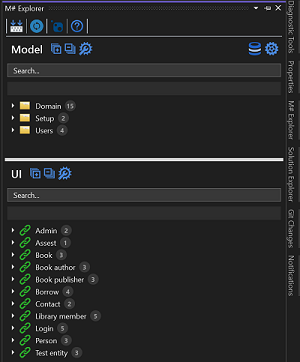 M# Explorer
Model
Search...
Domain 15
Setup 2
Users 4
UI
Search...
Admin 2
Assest 1
Book 3
Book author 3
Book publisher 3
Borrow 4
Contact 2
Library member 5
Login 5
Person 3
Test entity 3
Diagnostic Tools
Properties
M# Explorer
Solution Explorer
Git Changes
Notifications